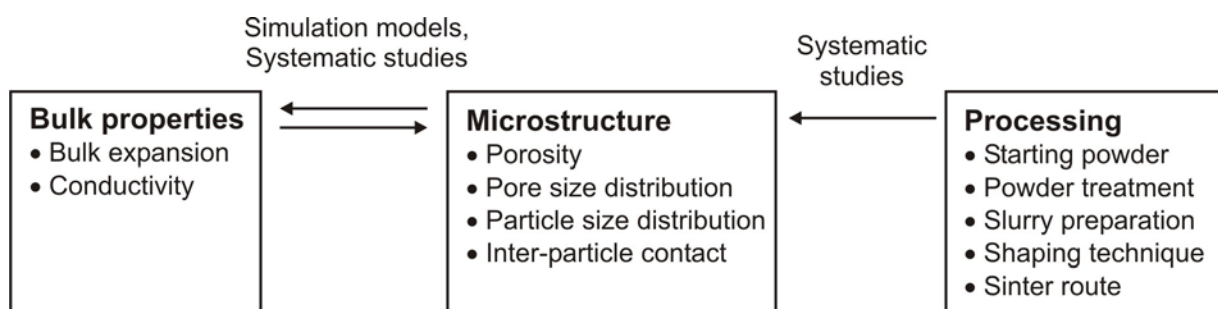 Simulation models,
Systematic studies
Systematic
studies
Bulk properties
• Bulk expansion
• Conductivity
Microstructure
• Porosity
• Pore size distribution
• Particle size distribution
• Inter-particle contact
Processing
• Starting powder
• Powder treatment
• Slurry preparation
• Shaping technique
• Sinter route